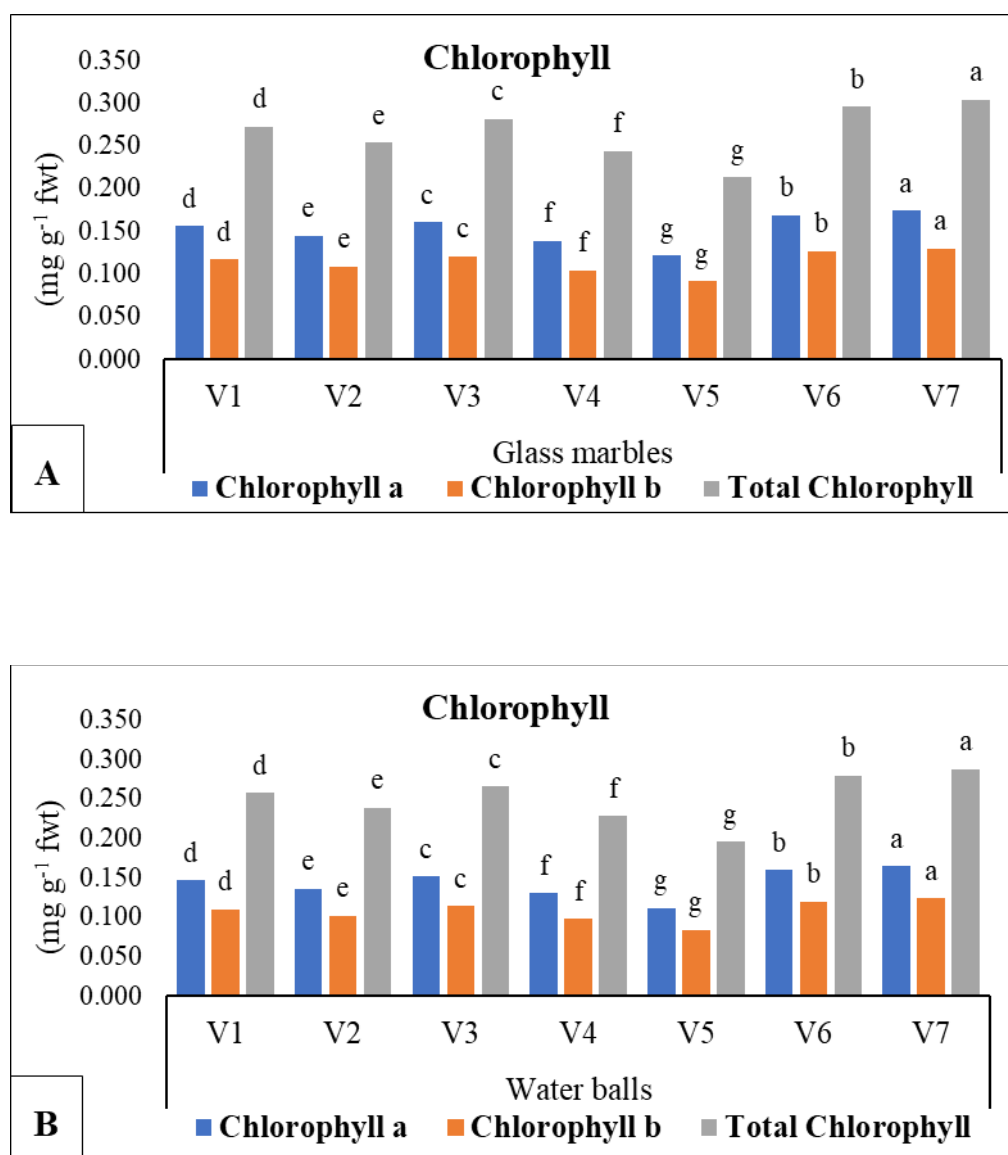 Chlorophyll
0.350
0.300
0.250
0.200
0.150
0.100
0.050
0.000
(mg g⁻¹ fwt)
d d d e e e c c c f f f g g g b b b a a a
V1 V2 V3 V4 V5 V6 V7
Glass marbles
A
Chlorophyll a Chlorophyll b Total Chlorophyll
Chlorophyll
0.350
0.300
0.250
0.200
0.150
0.100
0.050
0.000
(mg g⁻¹ fwt)
d d d e e e c c c f f f g g g b b b a a a
V1 V2 V3 V4 V5 V6 V7
Water balls
B
Chlorophyll a Chlorophyll b Total Chlorophyll